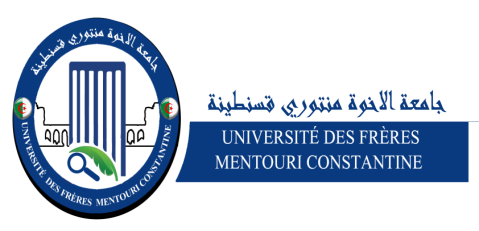 جامعة الاخوة منتوري قسنطينة
UNIVERSITÉ DES FRÈRES MENTOURI CONSTANTINE
جامعة الاخوة منتوري قسنطينة
UNIVERSITÉ DES FRÈRES
MENTOURI CONSTANTINE